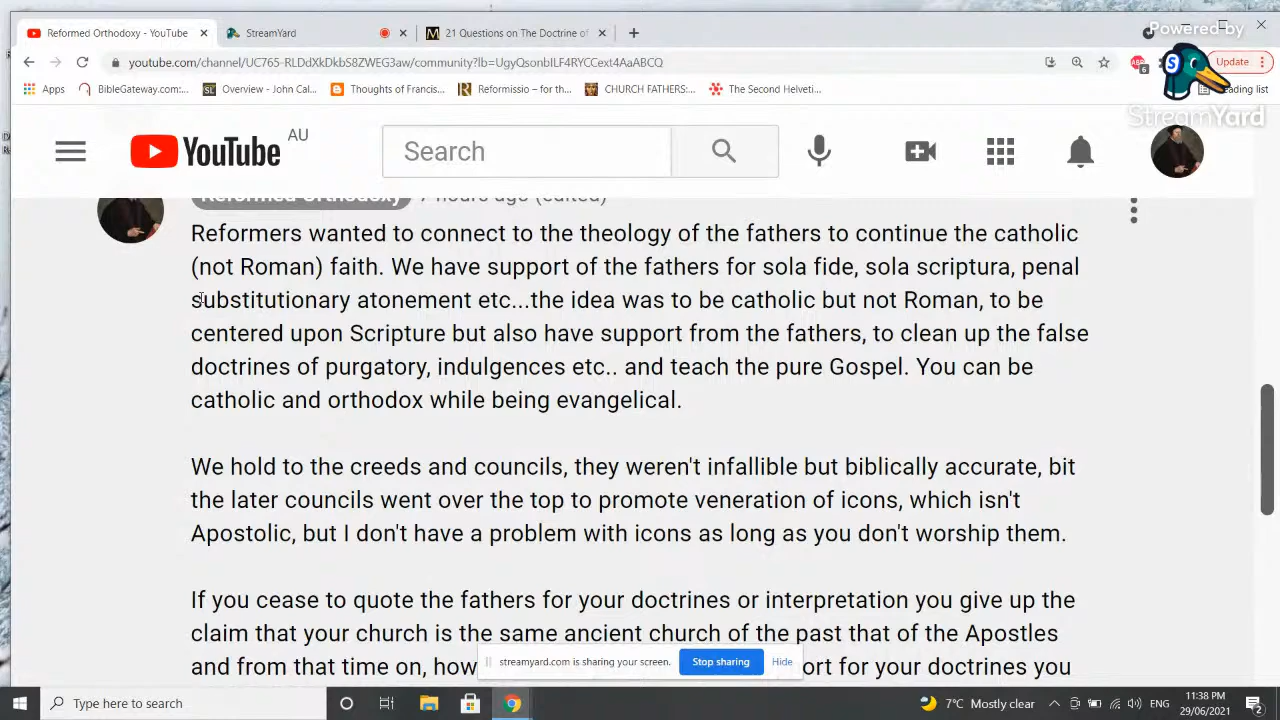 Reformed Orthodoxy - YouTube
StreamYard
21 Questions on The Doctrine of
Powered by
youtube.com/channel/UC765-RLDdXkDkbS8ZWEG3aw/community?lb=UgyQsonbILF4RYCCext4AaABCQ
6
Update
Apps
BibleGateway.com:...
Overview - John Cal...
Thoughts of Francis...
Reformissed – for th...
CHURCH FATHERS:...
The Second Helveti...
Reading list
StreamYard
YouTube AU
Search
Reformed Orthodoxy 7 hours ago (edited)
Reformers wanted to connect to the theology of the fathers to continue the catholic
(not Roman) faith. We have support of the fathers for sola fide, sola scriptura, penal
substitutionary atonement etc...the idea was to be catholic but not Roman, to be
centered upon Scripture but also have support from the fathers, to clean up the false
doctrines of purgatory, indulgences etc.. and teach the pure Gospel. You can be
catholic and orthodox while being evangelical.
We hold to the creeds and councils, they weren't infallible but biblically accurate, bit
the later councils went over the top to promote veneration of icons, which isn't
Apostolic, but I don't have a problem with icons as long as you don't worship them.
If you cease to quote the fathers for your doctrines or interpretation you give up the
claim that your church is the same ancient church of the past that of the Apostles
and from that time on, how ort for your doctrines you
streamyard.com is sharing your screen. Stop sharing Hide
Type here to search
7°C Mostly clear
ENG
11:38 PM
29/06/2021
2